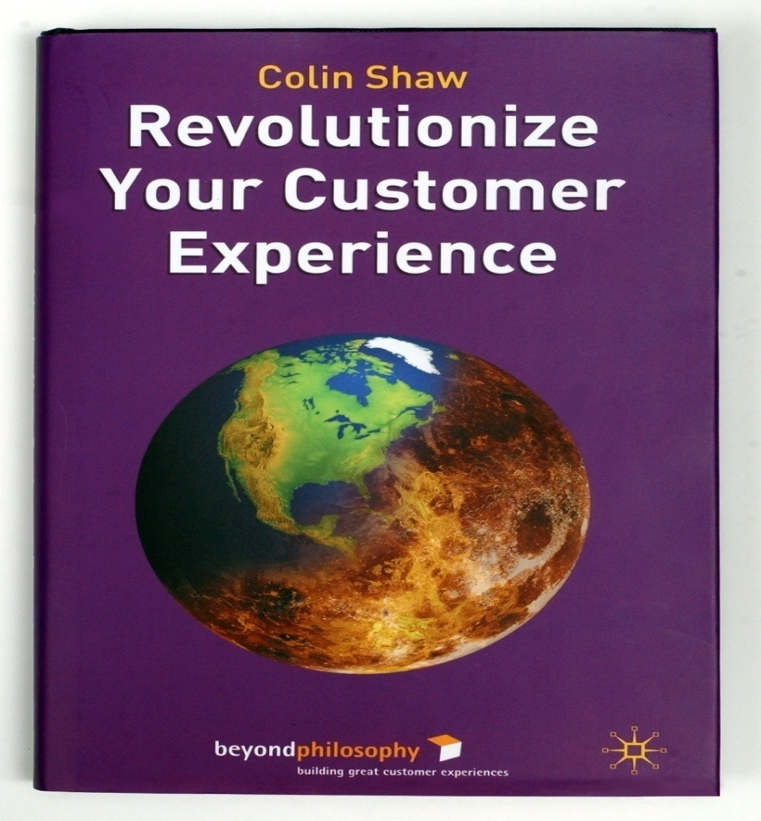 Colin Shaw
Revolutionize
Your Customer
Experience
beyondphilosophy
building great customer experiences